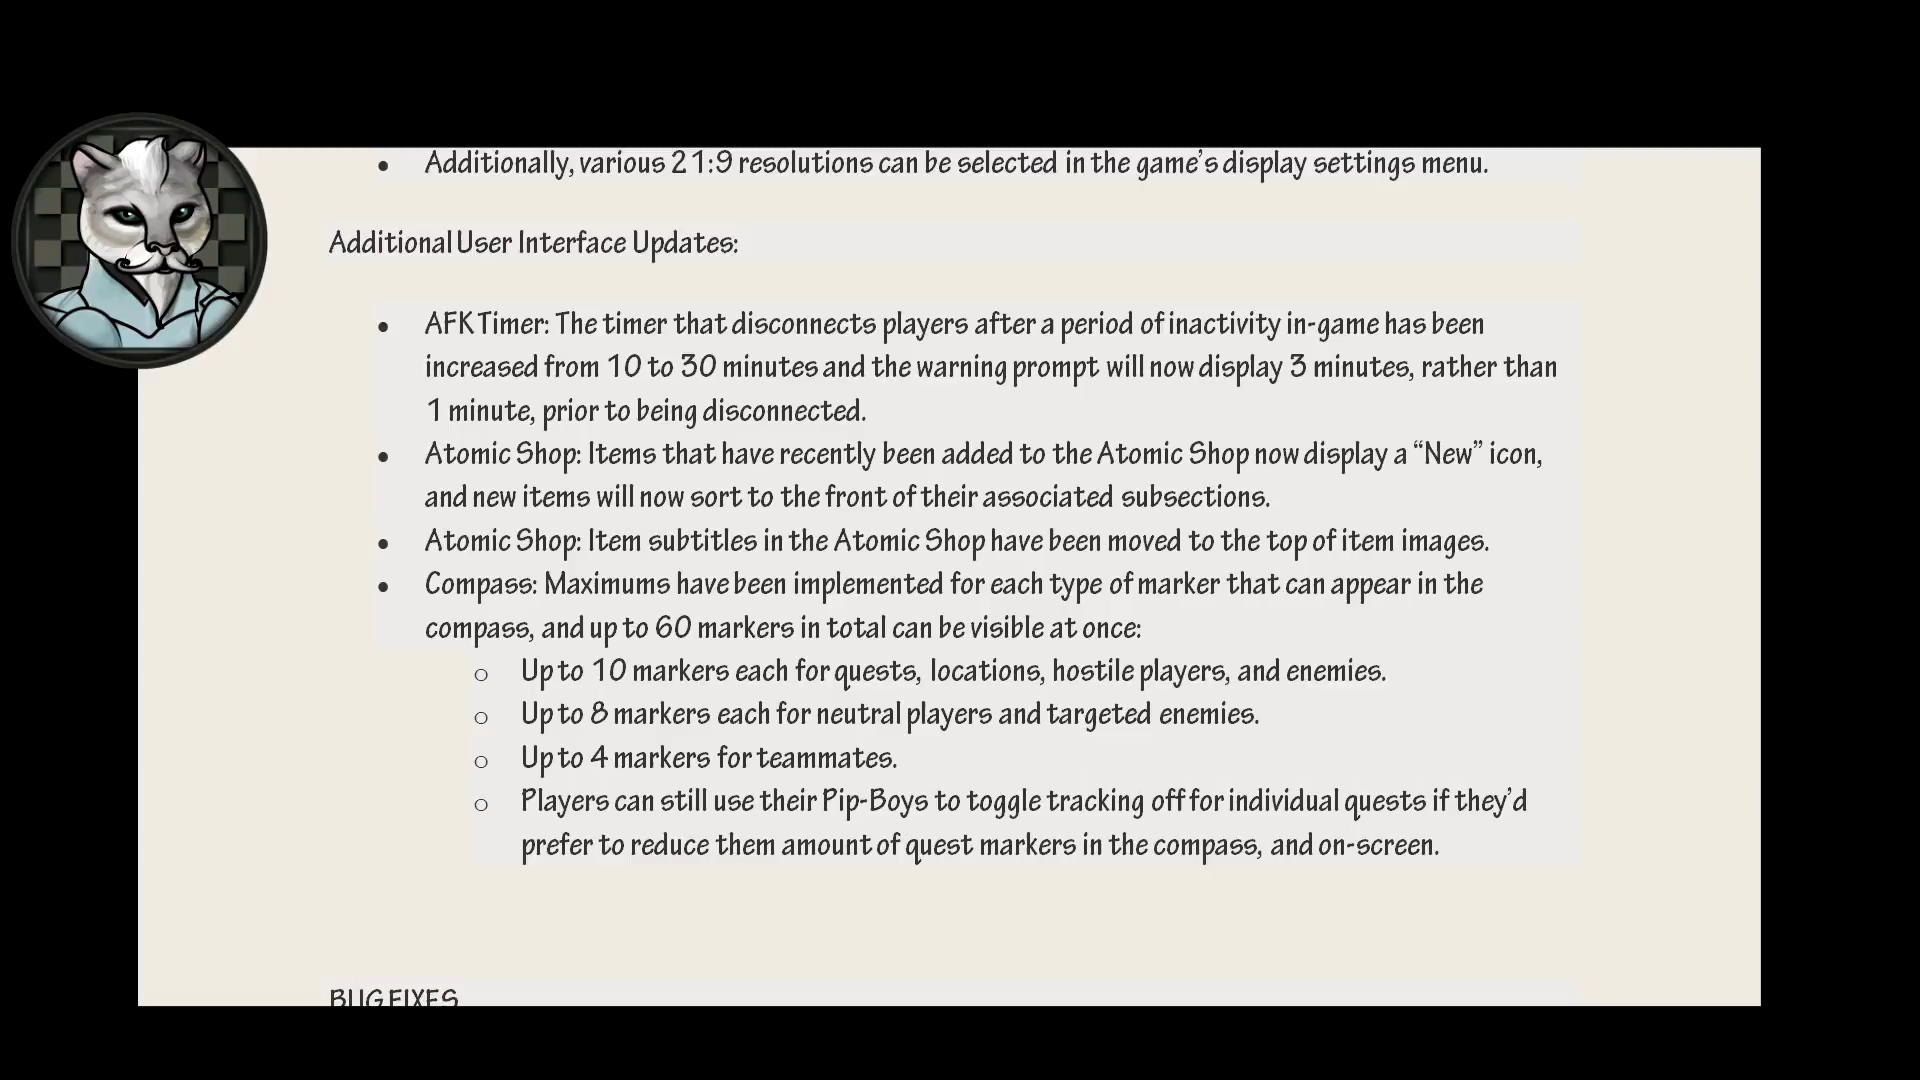 • Additionally, various 21:9 resolutions can be selected in the game's display settings menu.
Additional User Interface Updates:
• AFK Timer: The timer that disconnects players after a period of inactivity in-game has been
increased from 10 to 30 minutes and the warning prompt will now display 3 minutes, rather than
1 minute, prior to being disconnected.
• Atomic Shop: Items that have recently been added to the Atomic Shop now display a “New” icon,
and new items will now sort to the front of their associated subsections.
• Atomic Shop: Item subtitles in the Atomic Shop have been moved to the top of item images.
• Compass: Maximums have been implemented for each type of marker that can appear in the
compass, and up to 60 markers in total can be visible at once:
o Up to 10 markers each for quests, locations, hostile players, and enemies.
o Up to 8 markers each for neutral players and targeted enemies.
o Up to 4 markers for teammates.
o Players can still use their Pip-Boys to toggle tracking off for individual quests if they'd
prefer to reduce them amount of quest markers in the compass, and on-screen.
BUG FIXES